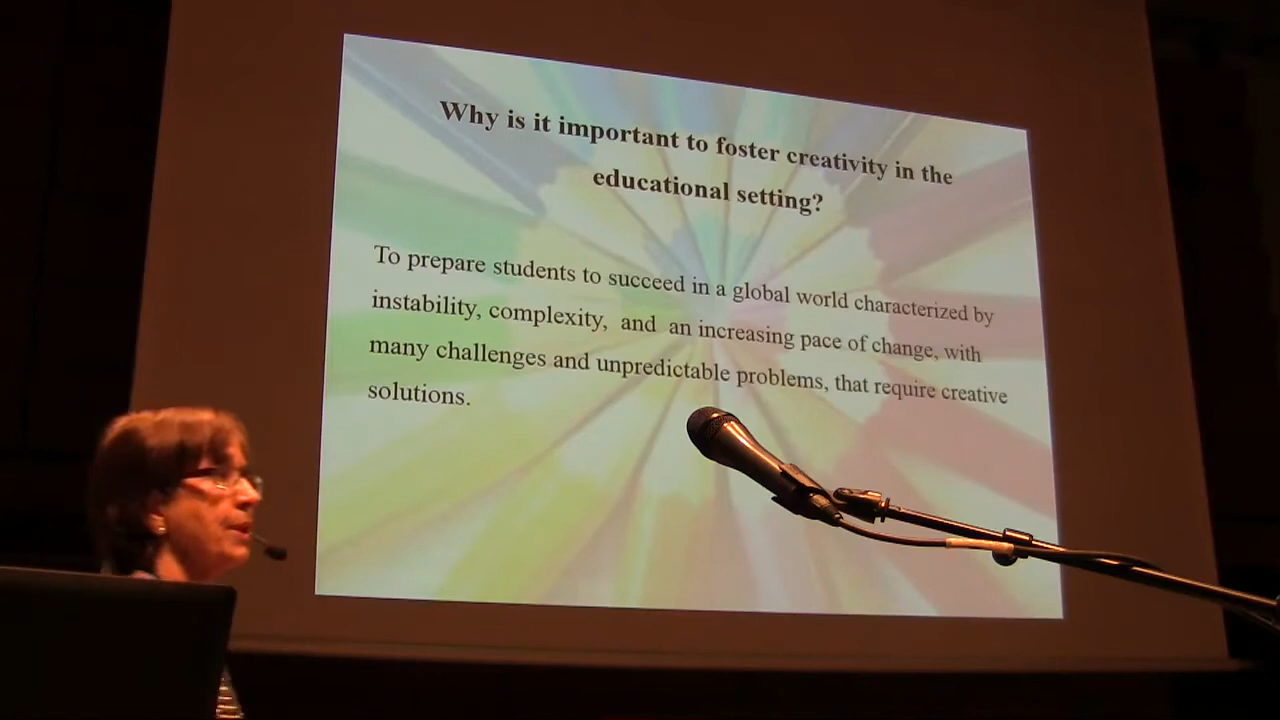 Why is it important to foster creativity in the
educational setting?
To prepare students to succeed in a global world characterized by
instability, complexity, and an increasing pace of change, with
many challenges and unpredictable problems, that require creative
solutions.